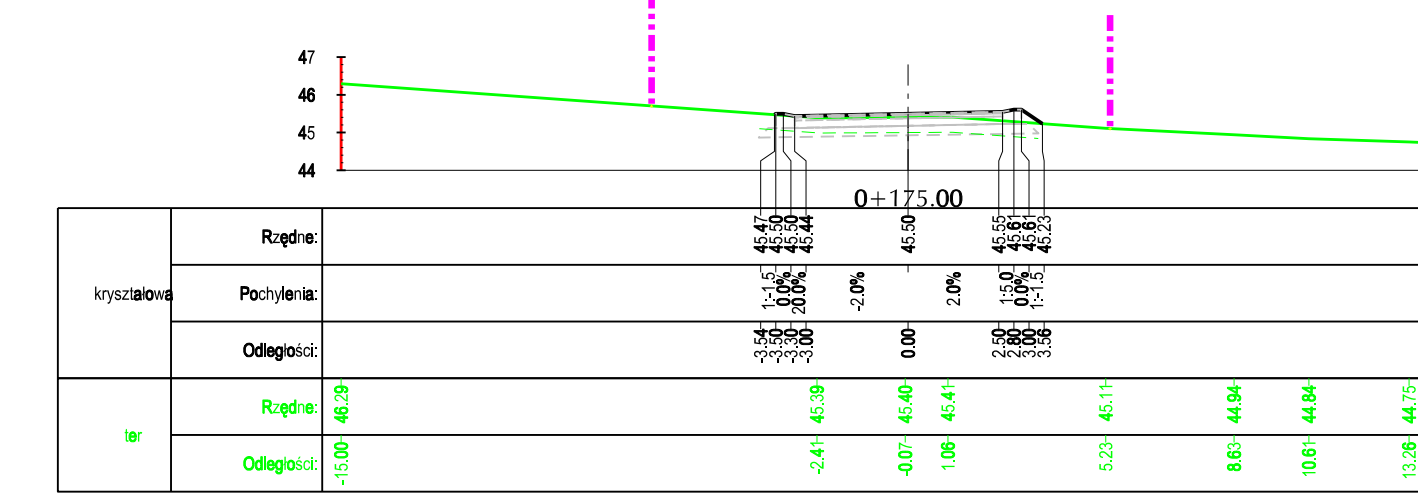 47
46
45
44
0+175.00
kryształowa
Rzędne: 45.47 45.50 45.50 45.44 45.50 45.55 45.61 45.61 45.23
Pochylenia: 1:-1.5 0.0% 20.0% -2.0% 2.0% 1:5.0 0.0% 1:-1.5
Odległości: -3.54 -3.50 -3.30 -3.00 0.00 2.50 2.80 3.00 3.56
ter
Rzędne: 46.29 45.39 45.40 45.41 45.11 44.94 44.84 44.75
Odległości: -15.00 -2.41 -0.07 1.06 5.23 8.63 10.61 13.26